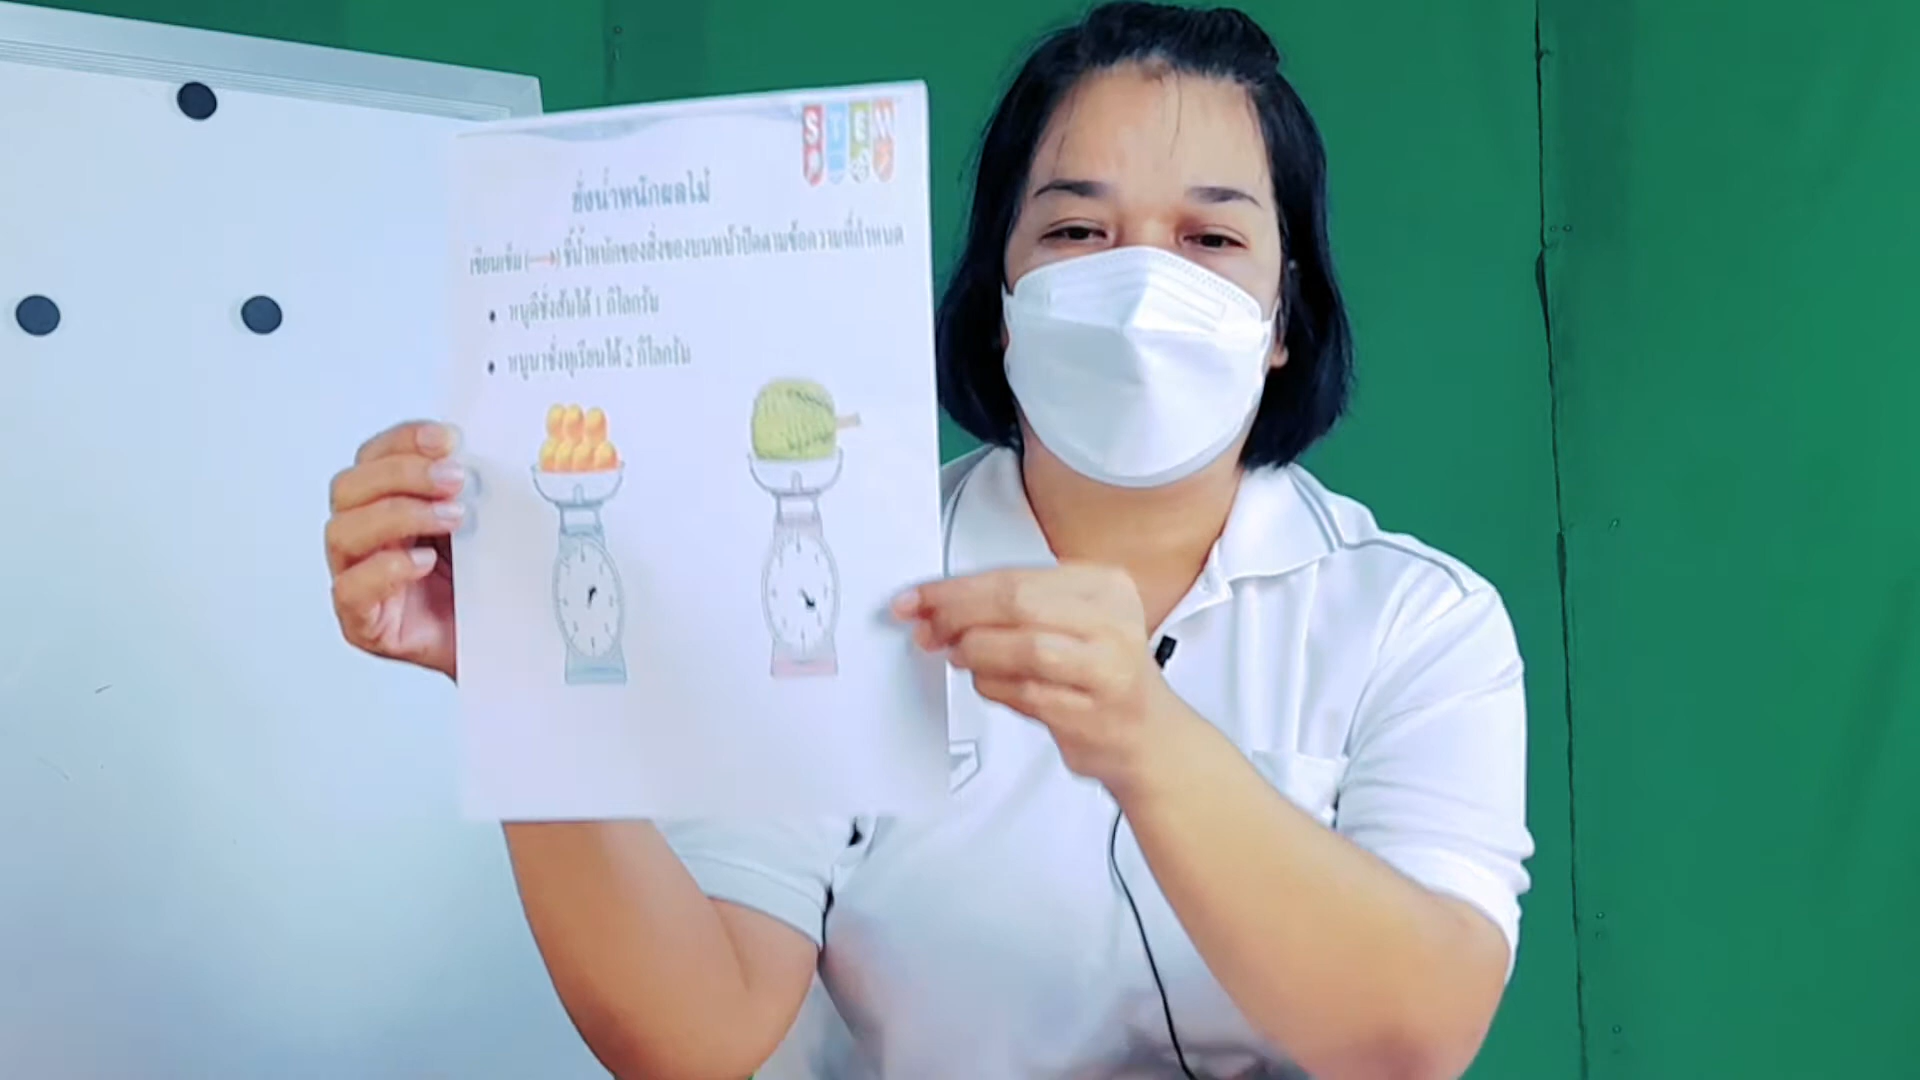 STEM
ชั่งน้ำหนักผลไม้
เขียนเข็ม (⟶) ชี้น้ำหนักของสิ่งของบนหน้าปัดตามข้อความที่กำหนด
• หนูดีชั่งส้มได้ 1 กิโลกรัม
• หนูนาชั่งทุเรียนได้ 2 กิโลกรัม